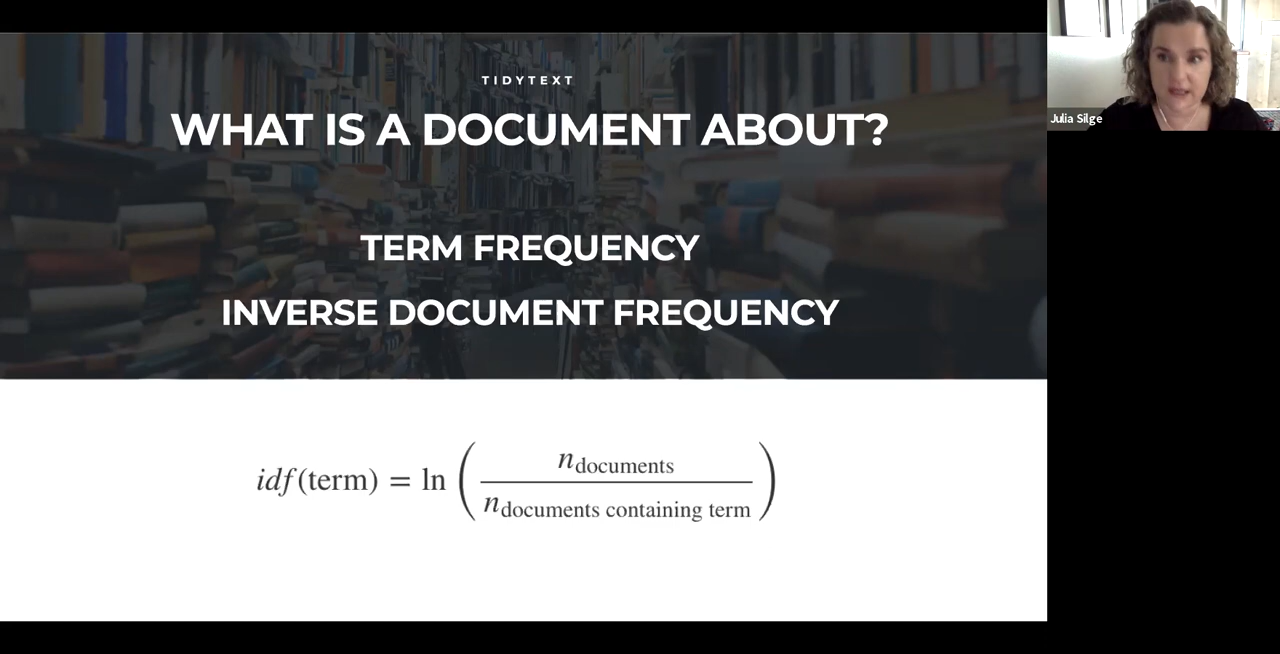 TIDYTEXT
WHAT IS A DOCUMENT ABOUT?
TERM FREQUENCY
INVERSE DOCUMENT FREQUENCY
idf(term) = ln ( n_documents / n_documents containing term )
Julia Silge